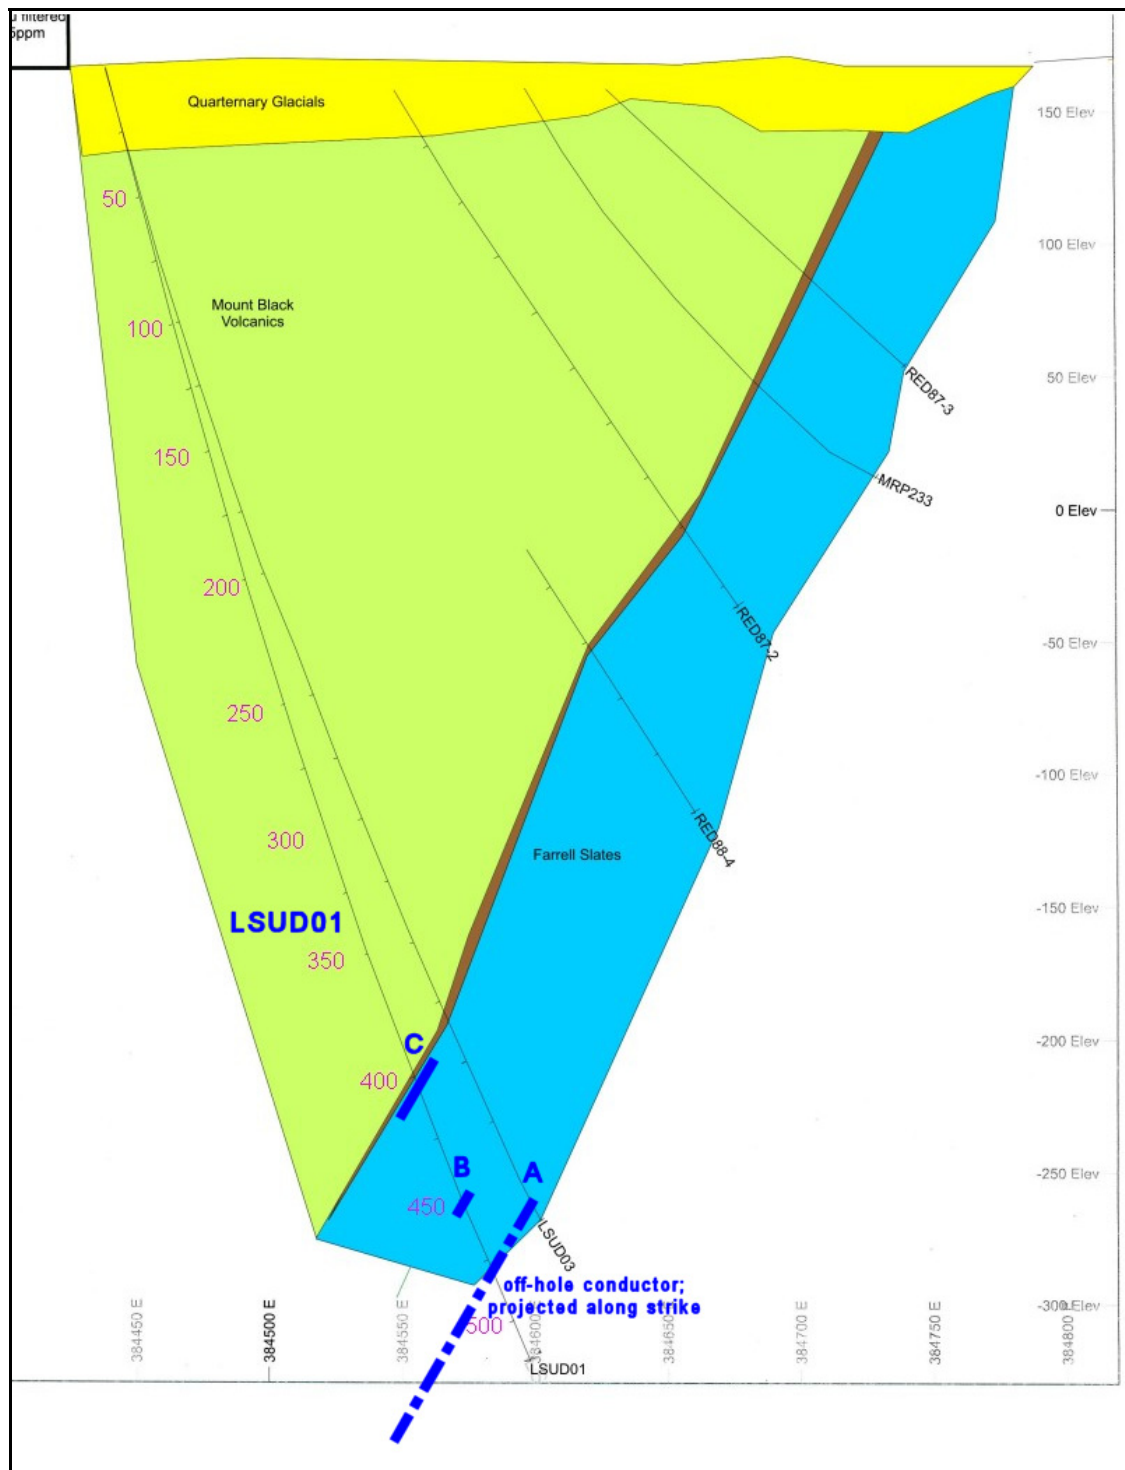 5ppm
Quarternary Glacials
150 Elev
50
100 Elev
Mount Black
Volcanics
100
50 Elev
RED87-3
150
MRP233
0 Elev
200
RED87-2
-50 Elev
250
-100 Elev
RED88-4
300
Farrell Slates
-150 Elev
LSUD01
350
-200 Elev
C
400
-250 Elev
B
A
450
LSUD03
off-hole conductor;
projected along strike
-300 Elev
500
384450 E
384500 E
384550 E
384600 E
384650 E
384700 E
384750 E
384800 E
LSUD01